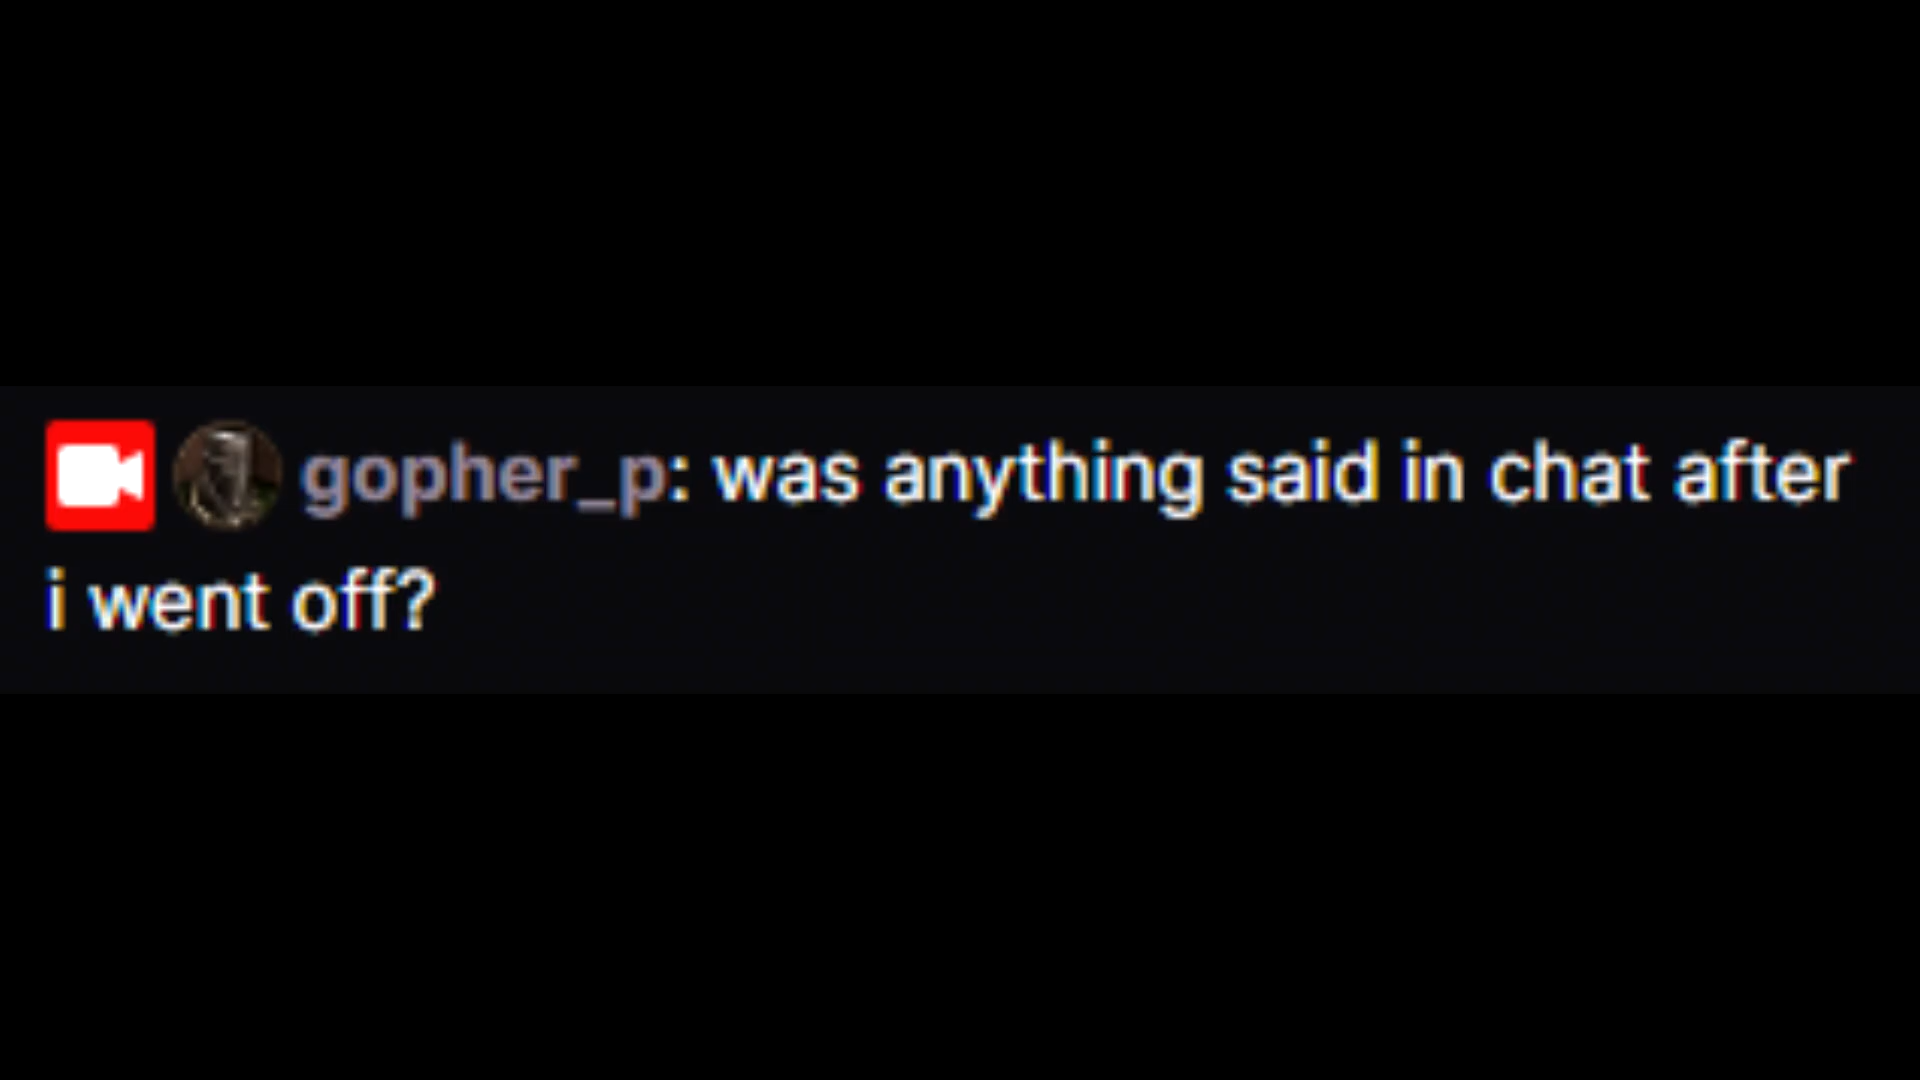 gopher_p: was anything said in chat after
i went off?